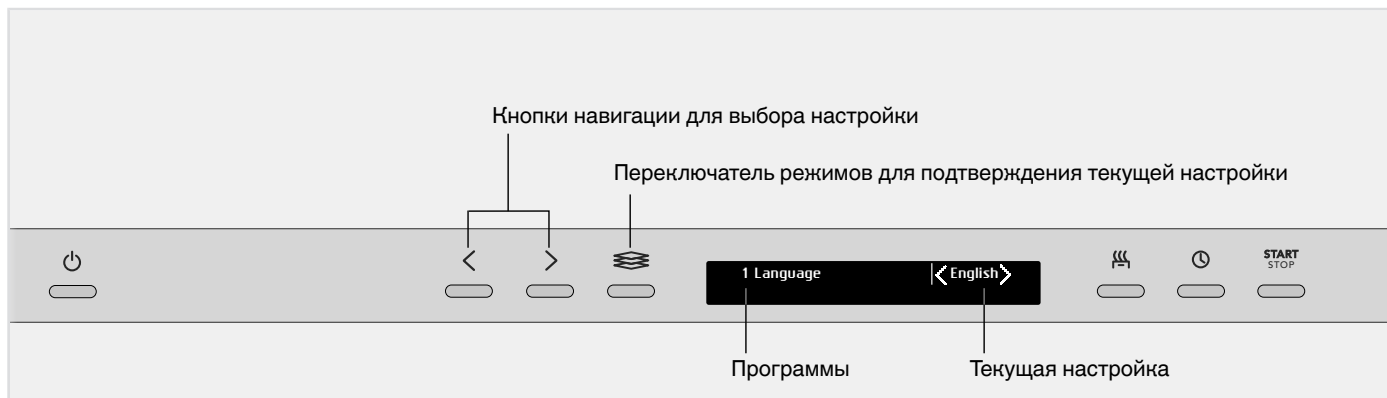 Кнопки навигации для выбора настройки
Переключатель режимов для подтверждения текущей настройки
1 Language
English
START
STOP
Программы
Текущая настройка